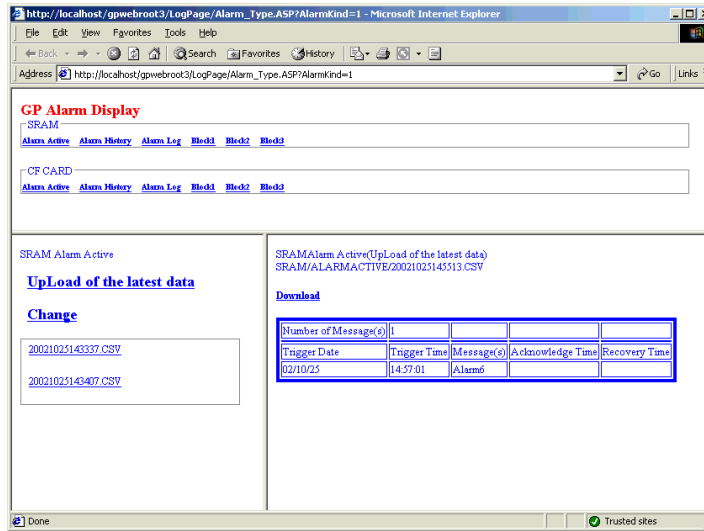 http://localhost/gpwebroot3/LogPage/Alarm_Type.ASP?AlarmKind=1 - Microsoft Internet Explorer
File Edit View Favorites Tools Help
Back Search Favorites History
Address http://localhost/gpwebroot3/LogPage/Alarm_Type.ASP?AlarmKind=1 Go Links
GP Alarm Display
SRAM
Alarm Active Alarm History Alarm Log Block1 Block2 Block3
CF CARD
Alarm Active Alarm History Alarm Log Block1 Block2 Block3
SRAM Alarm Active
UpLoad of the latest data
Change
20021025143337.CSV
20021025143407.CSV
SRAMAlarm Active(UpLoad of the latest data)
SRAM/ALARMACTIVE/20021025145513.CSV
Download
Number of Message(s) 1
Trigger Date Trigger Time Message(s) Acknowledge Time Recovery Time
02/10/25 14:57:01 Alarm6
Done Trusted sites